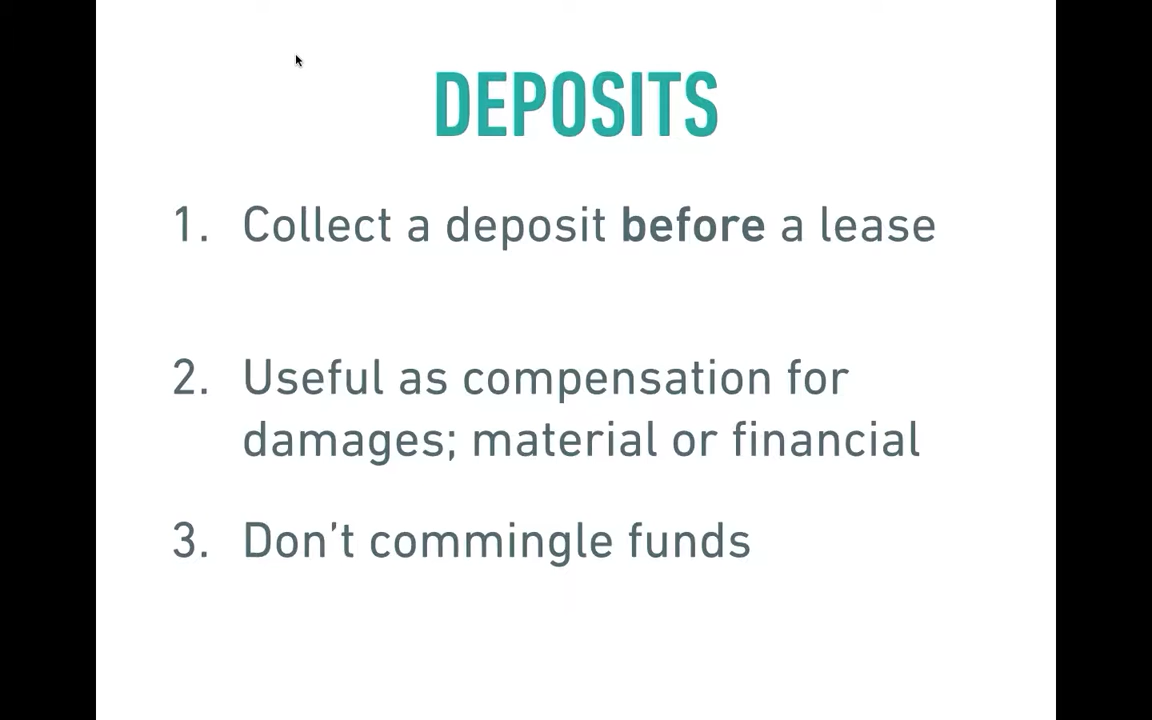 DEPOSITS
1. Collect a deposit before a lease
2. Useful as compensation for
damages; material or financial
3. Don’t commingle funds